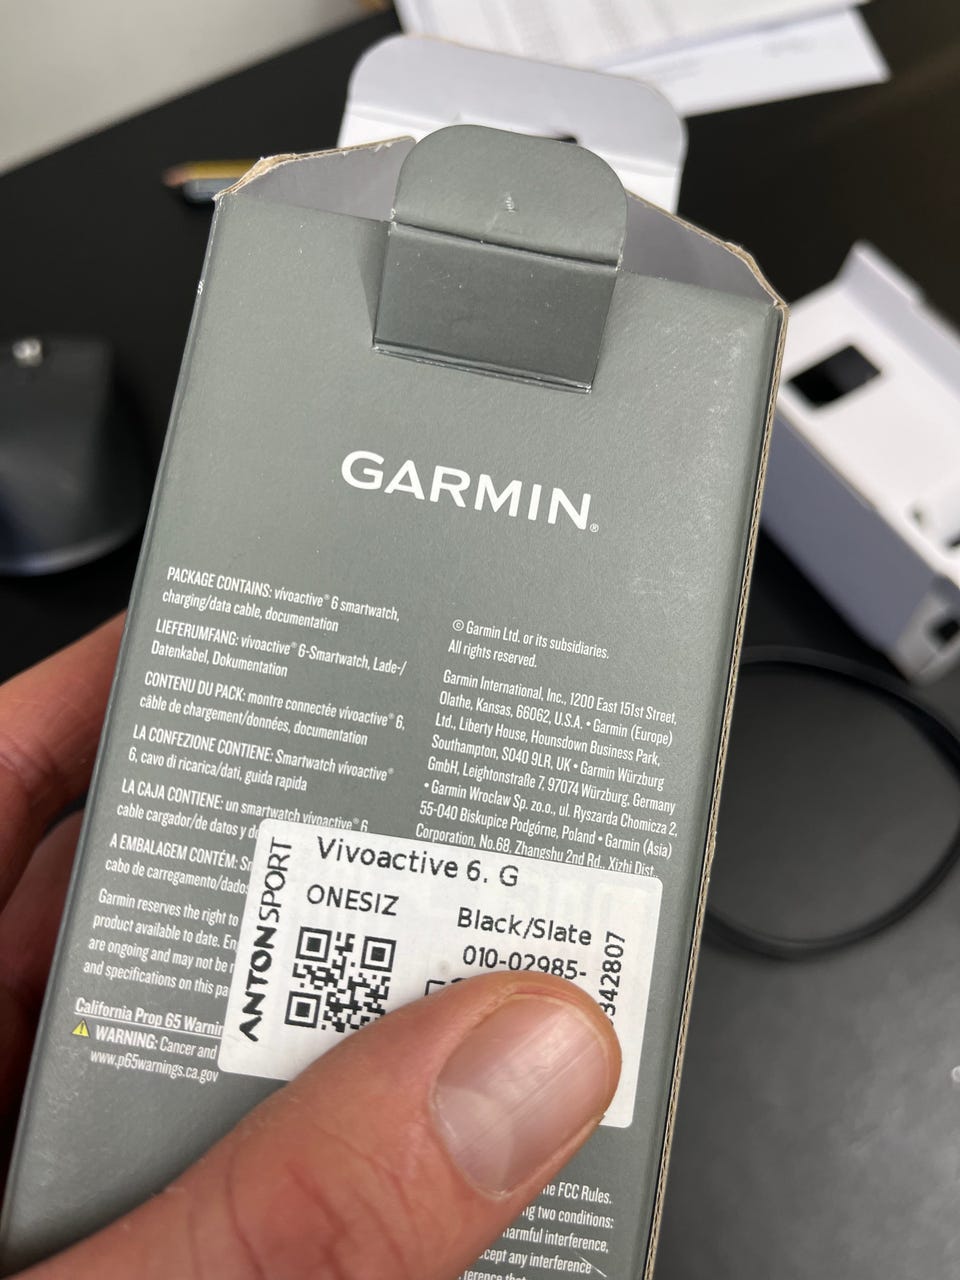 GARMIN®
PACKAGE CONTAINS: vívoactive® 6 smartwatch,
charging/data cable, documentation
LIEFERUMFANG: vívoactive® 6-Smartwatch, Lade-/
Datenkabel, Dokumentation
CONTENU DU PACK: montre connectée vívoactive® 6,
câble de chargement/données, documentation
LA CONFEZIONE CONTIENE: Smartwatch vívoactive®
6, cavo di ricarica/dati, guida rapida
LA CAJA CONTIENE: un smartwatch vívoactive® 6
cable cargador/de datos y
A EMBALAGEM CONTÉM:
cabo de carregamento/dados
Garmin reserves the right to
product available to date.
are ongoing and may not be
and specifications on this
California Prop 65
WARNING: Cancer and
www.p65warnings.ca.gov
© Garmin Ltd. or its subsidiaries.
All rights reserved.
Garmin International, Inc., 1200 East 151st Street,
Olathe, Kansas, 66062, U.S.A. • Garmin (Europe)
Ltd., Liberty House, Hounsdown Business Park,
Southampton, SO40 9LR, UK • Garmin Würzburg
GmbH, Leightonstraße 7, 97074 Würzburg, Germany
• Garmin Wroclaw Sp. zo.o., ul. Ryszarda Chomicza 2,
55-040 Biskupice Podgórne, Poland • Garmin (Asia)
Corporation, No.68, Zhangshu 2nd Rd., Xizhi Dist.,
ANTONSPORT
Vivoactive 6. G
ONESIZ
Black/Slate
010-02985-
342807
FCC Rules.
two conditions:
harmful interference,
any interference